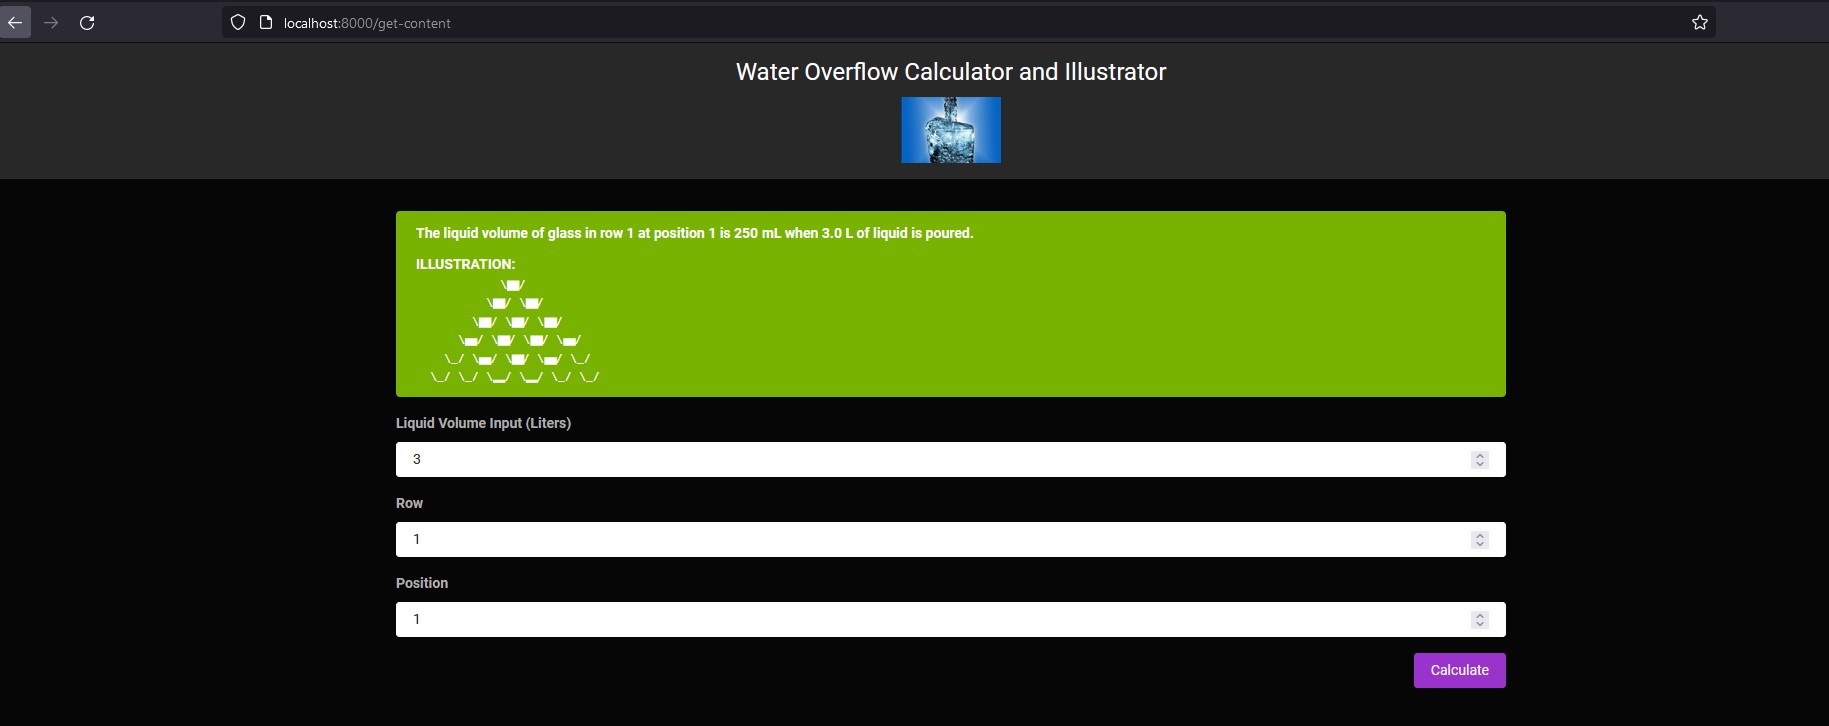 localhost:8000/get-content
Water Overflow Calculator and Illustrator
The liquid volume of glass in row 1 at position 1 is 250 mL when 3.0 L of liquid is poured.
ILLUSTRATION:
\██/
\██/ \██/
\██/ \██/ \██/
\▅▅/ \██/ \██/ \▅▅/
\_/ \▅▅/ \██/ \▅▅/ \_/
\_/ \_/ \▂▂/ \▂▂/ \_/ \_/
Liquid Volume Input (Liters)
3
Row
1
Position
1
Calculate